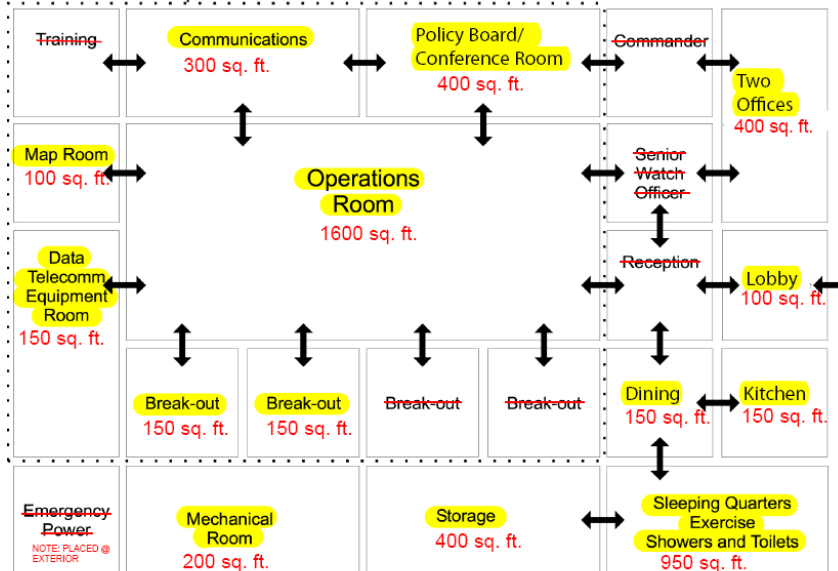 Training
Communications
300 sq. ft.
Policy Board/
Conference Room
400 sq. ft.
Commander
Two
Offices
400 sq. ft.
Map Room
100 sq. ft.
Operations
Room
1600 sq. ft.
Senior
Watch
Officer
Data
Telecomm
Equipment
Room
150 sq. ft.
Reception
Lobby
100 sq. ft.
Break-out
150 sq. ft.
Break-out
150 sq. ft.
Break-out
Break-out
Dining
150 sq. ft.
Kitchen
150 sq. ft.
Emergency
Power
NOTE: PLACED @
EXTERIOR
Mechanical
Room
200 sq. ft.
Storage
400 sq. ft.
Sleeping Quarters
Exercise
Showers and Toilets
950 sq. ft.